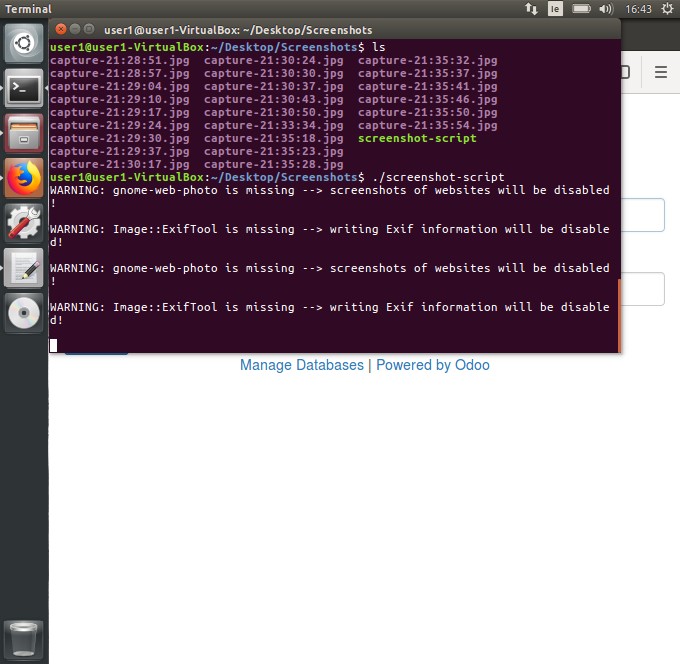 Terminal
Ie
16:43
user1@user1-VirtualBox: ~/Desktop/Screenshots
user1@user1-VirtualBox:~/Desktop/Screenshots$ ls
capture-21:28:51.jpg capture-21:30:24.jpg capture-21:35:32.jpg
capture-21:28:57.jpg capture-21:30:30.jpg capture-21:35:37.jpg
capture-21:29:04.jpg capture-21:30:37.jpg capture-21:35:41.jpg
capture-21:29:10.jpg capture-21:30:43.jpg capture-21:35:46.jpg
capture-21:29:17.jpg capture-21:30:50.jpg capture-21:35:50.jpg
capture-21:29:24.jpg capture-21:33:34.jpg capture-21:35:54.jpg
capture-21:29:30.jpg capture-21:35:18.jpg screenshot-script
capture-21:29:37.jpg capture-21:35:23.jpg
capture-21:30:17.jpg capture-21:35:28.jpg
user1@user1-VirtualBox:~/Desktop/Screenshots$ ./screenshot-script
WARNING: gnome-web-photo is missing --> screenshots of websites will be disabled
!
WARNING: Image::ExifTool is missing --> writing Exif information will be disable
d!
WARNING: gnome-web-photo is missing --> screenshots of websites will be disabled
!
WARNING: Image::ExifTool is missing --> writing Exif information will be disable
d!
Manage Databases | Powered by Odoo